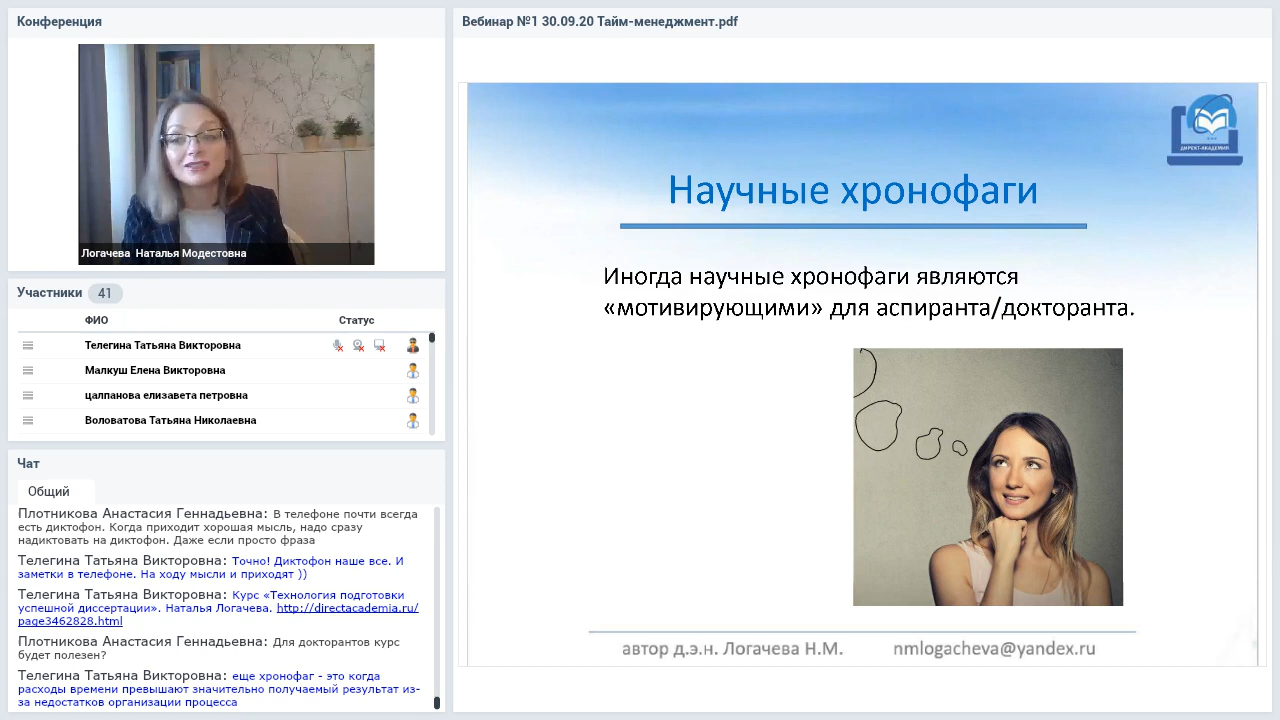 Конференция
Логачева  Наталья Модестовна
Участники 41
ФИО Статус
Телегина Татьяна Викторовна
Малкуш Елена Викторовна
цалпанова елизавета петровна
Воловатова Татьяна Николаевна
Чат
Общий
Плотникова Анастасия Геннадьевна: В телефоне почти всегда
есть диктофон. Когда приходит хорошая мысль, надо сразу
надиктовать на диктофон. Даже если просто фраза
Телегина Татьяна Викторовна: Точно! Диктофон наше все. И
заметки в телефоне. На ходу мысли и приходят ))
Телегина Татьяна Викторовна: Курс «Технология подготовки
успешной диссертации». Наталья Логачева. http://directacademia.ru/
page3462828.html
Плотникова Анастасия Геннадьевна: Для докторантов курс
будет полезен?
Телегина Татьяна Викторовна: еще хронофаг - это когда
расходы времени превышают значительно получаемый результат из-
за недостатков организации процесса
Вебинар №1 30.09.20 Тайм-менеджмент.pdf
ДИРЕКТ-АКАДЕМИЯ
Научные хронофаги
Иногда научные хронофаги являются
«мотивирующими» для аспиранта/докторанта.
автор д.э.н. Логачева Н.М. nmlogacheva@yandex.ru